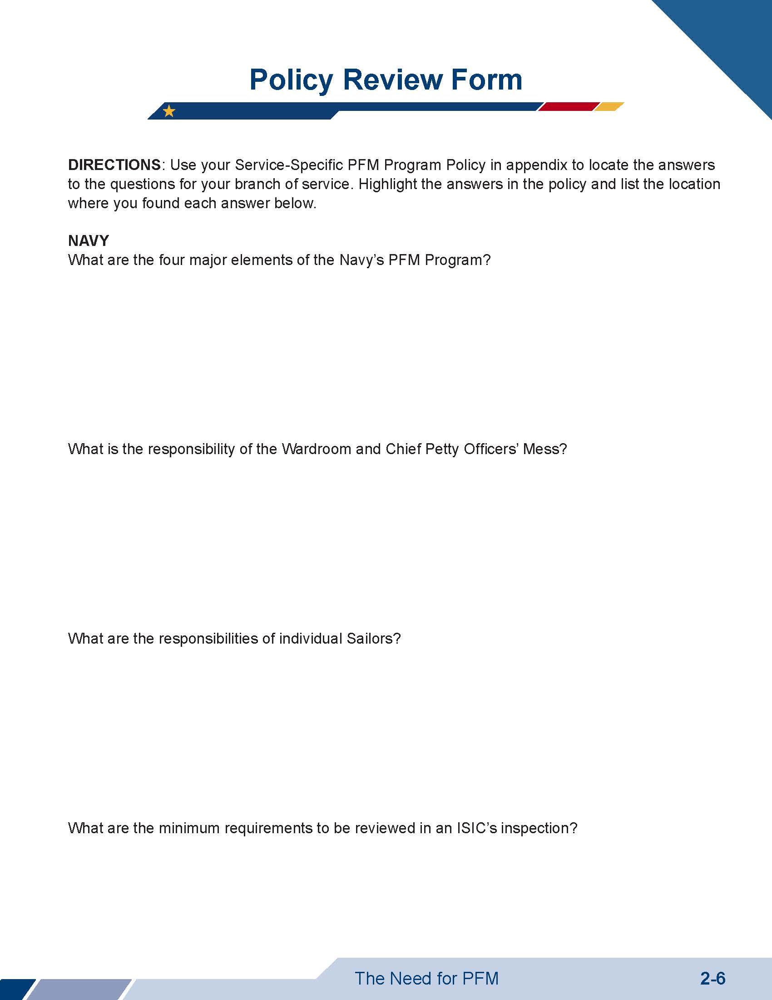 Policy Review Form
DIRECTIONS: Use your Service-Specific PFM Program Policy in appendix to locate the answers
to the questions for your branch of service. Highlight the answers in the policy and list the location
where you found each answer below.
NAVY
What are the four major elements of the Navy’s PFM Program?
What is the responsibility of the Wardroom and Chief Petty Officers’ Mess?
What are the responsibilities of individual Sailors?
What are the minimum requirements to be reviewed in an ISIC’s inspection?
The Need for PFM
2-6